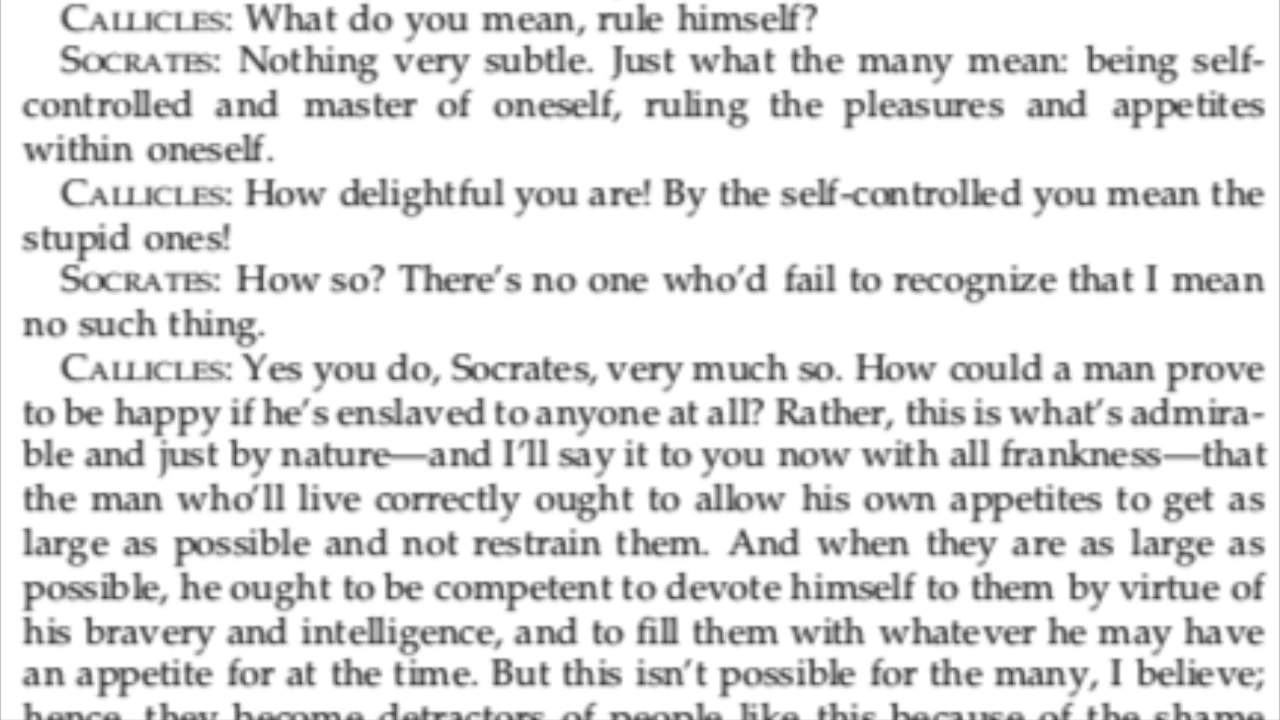 CALLICLES: What do you mean, rule himself?
SOCRATES: Nothing very subtle. Just what the many mean: being self-
controlled and master of oneself, ruling the pleasures and appetites
within oneself.
CALLICLES: How delightful you are! By the self-controlled you mean the
stupid ones!
SOCRATES: How so? There's no one who'd fail to recognize that I mean
no such thing.
CALLICLES: Yes you do, Socrates, very much so. How could a man prove
to be happy if he's enslaved to anyone at all? Rather, this is what's admira-
ble and just by nature—and I'll say it to you now with all frankness—that
the man who'll live correctly ought to allow his own appetites to get as
large as possible and not restrain them. And when they are as large as
possible, he ought to be competent to devote himself to them by virtue of
his bravery and intelligence, and to fill them with whatever he may have
an appetite for at the time. But this isn't possible for the many, I believe;
hence, they become detractors of people like this because of the shame